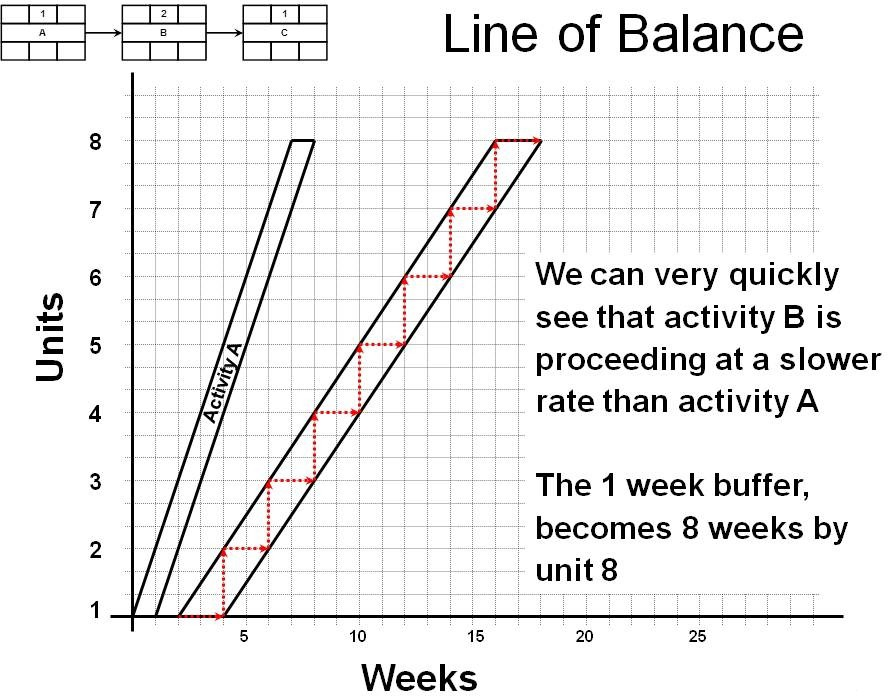 1
A
2
B
1
C
Line of Balance
8
7
6
5
4
3
2
1
Units
Activity A
We can very quickly
see that activity B is
proceeding at a slower
rate than activity A
The 1 week buffer,
becomes 8 weeks by
unit 8
5 10 15 20 25
Weeks